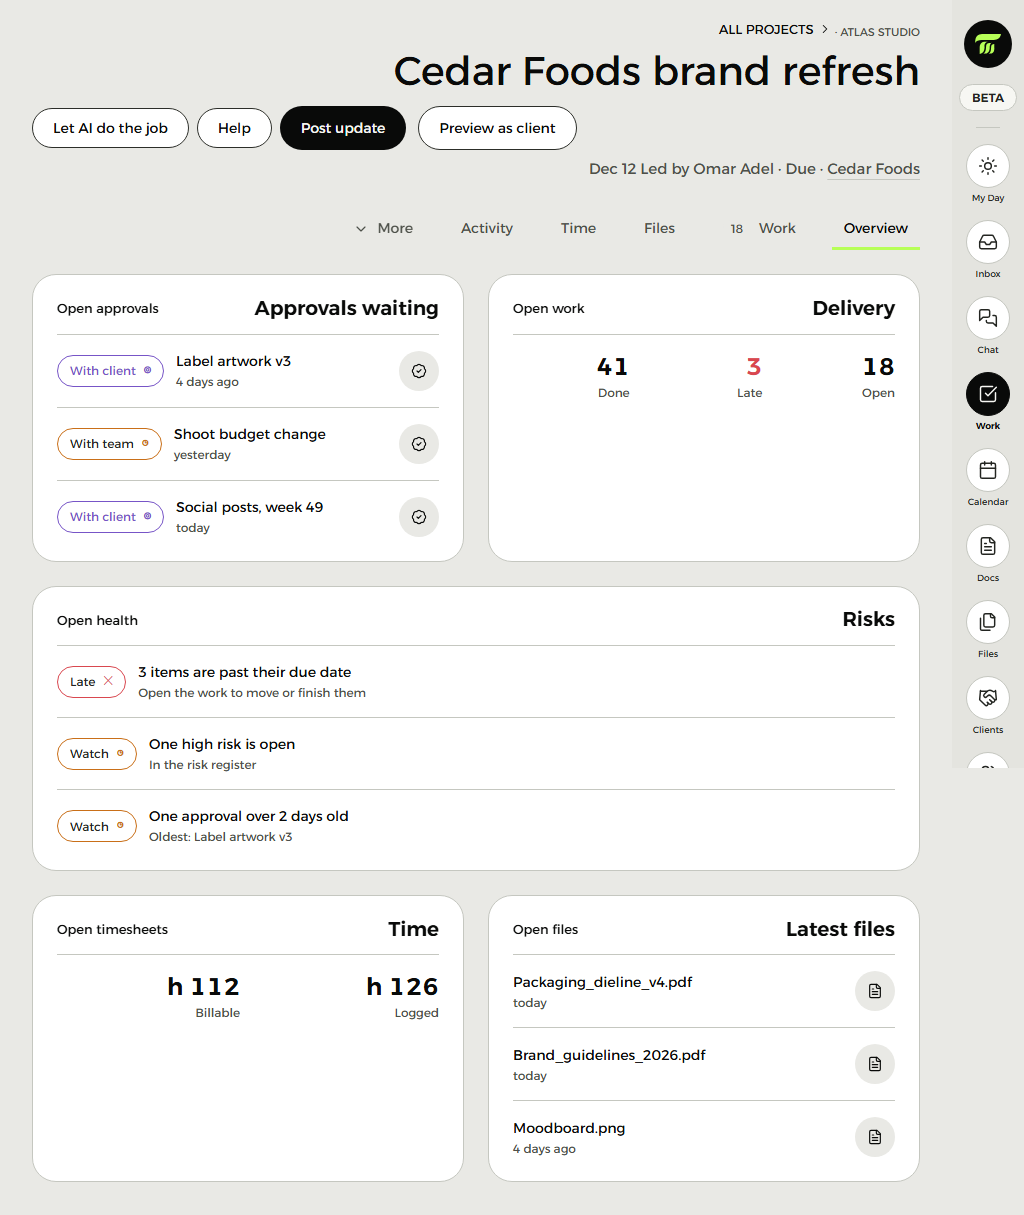 ALL PROJECTS > · ATLAS STUDIO
Cedar Foods brand refresh
Let AI do the job
Help
Post update
Preview as client
Dec 12 Led by Omar Adel · Due · Cedar Foods
More
Activity
Time
Files
18 Work
Overview
Open approvals
Approvals waiting
With client
Label artwork v3
4 days ago
With team
Shoot budget change
yesterday
With client
Social posts, week 49
today
Open work
Delivery
41
3
18
Done
Late
Open
Open health
Risks
Late
3 items are past their due date
Open the work to move or finish them
Watch
One high risk is open
In the risk register
Watch
One approval over 2 days old
Oldest: Label artwork v3
Open timesheets
Time
h 112
h 126
Billable
Logged
Open files
Latest files
Packaging_dieline_v4.pdf
today
Brand_guidelines_2026.pdf
today
Moodboard.png
4 days ago
BETA
My Day
Inbox
Chat
Work
Calendar
Docs
Files
Clients